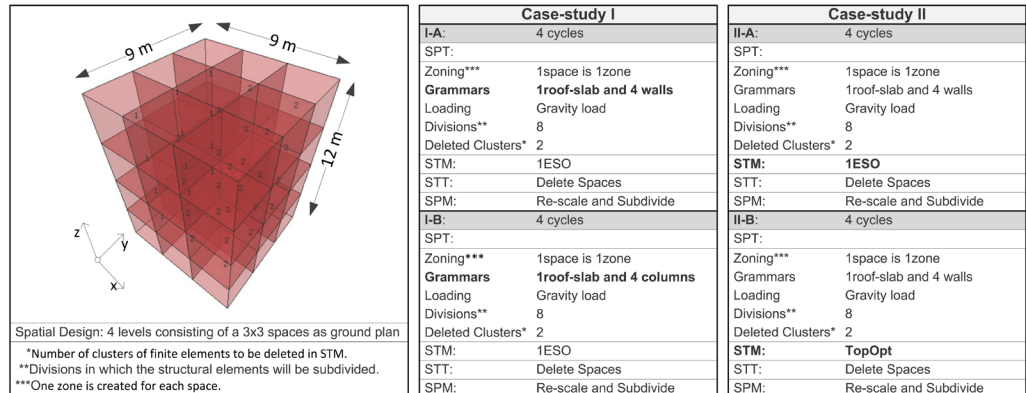 9 m
9 m
12 m
z
y
x
Spatial Design: 4 levels consisting of a 3x3 spaces as ground plan
*Number of clusters of finite elements to be deleted in STM.
**Divisions in which the structural elements will be subdivided.
***One zone is created for each space.
Case-study I
I-A: 4 cycles
SPT:
Zoning*** 1space is 1zone
Grammars 1roof-slab and 4 walls
Loading Gravity load
Divisions** 8
Deleted Clusters* 2
STM: 1ESO
STT: Delete Spaces
SPM: Re-scale and Subdivide
I-B: 4 cycles
SPT:
Zoning*** 1space is 1zone
Grammars 1roof-slab and 4 columns
Loading Gravity load
Divisions** 8
Deleted Clusters* 2
STM: 1ESO
STT: Delete Spaces
SPM: Re-scale and Subdivide
Case-study II
II-A: 4 cycles
SPT:
Zoning*** 1space is 1zone
Grammars 1roof-slab and 4 walls
Loading Gravity load
Divisions** 8
Deleted Clusters* 2
STM: 1ESO
STT: Delete Spaces
SPM: Re-scale and Subdivide
II-B: 4 cycles
SPT:
Zoning*** 1space is 1zone
Grammars 1roof-slab and 4 walls
Loading Gravity load
Divisions** 8
Deleted Clusters* 2
STM: TopOpt
STT: Delete Spaces
SPM: Re-scale and Subdivide